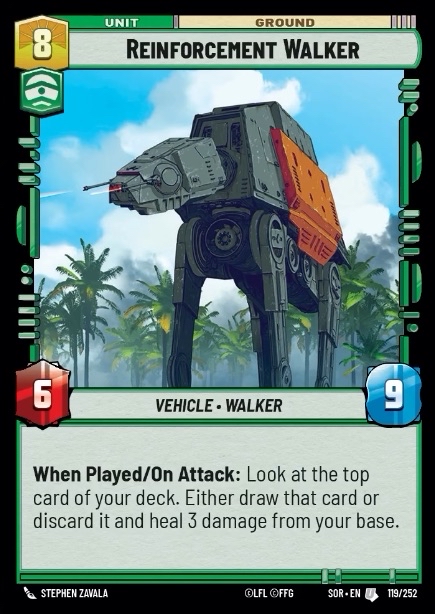 UNIT
GROUND
8
REINFORCEMENT WALKER
6
VEHICLE • WALKER
9
When Played/On Attack: Look at the top
card of your deck. Either draw that card or
discard it and heal 3 damage from your base.
STEPHEN ZAVALA
©LFL ©FFG
SOR • EN
U
119/252